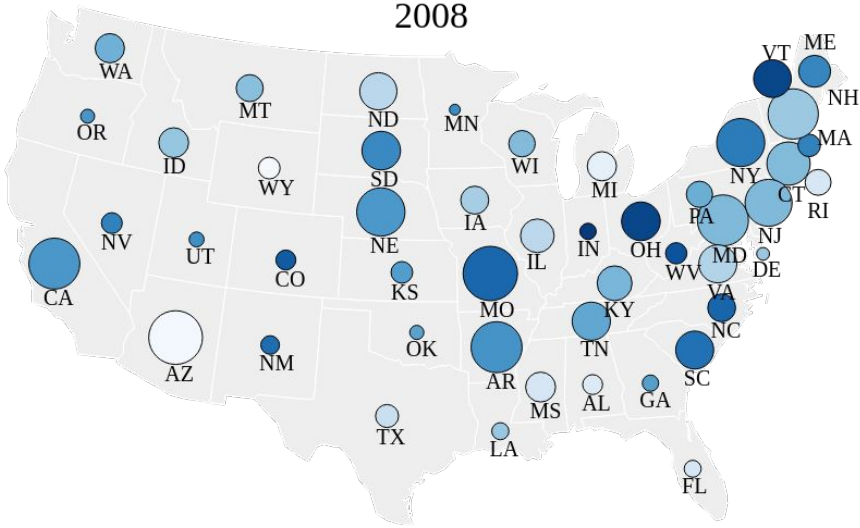 2008
VT ME
WA
MT ND MN NH
OR MA
ID WY SD WI MI NY CT RI
IA PA
NV NE IL IN OH NJ
UT MD
CO KS WV DE
CA MO KY VA
NC
NM OK TN
AZ AR SC
MS AL GA
TX
LA
FL